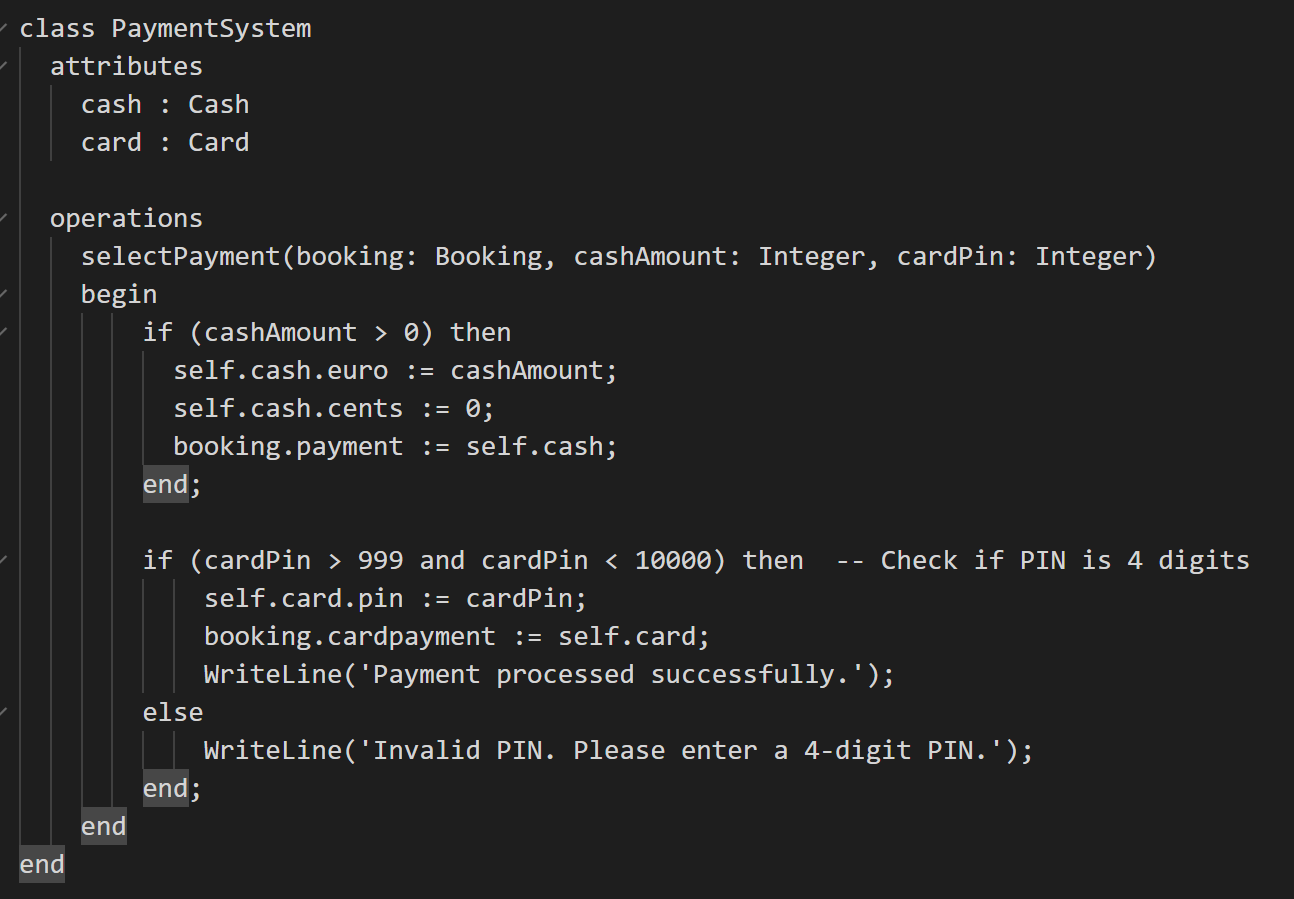 class PaymentSystem
attributes
cash : Cash
card : Card
operations
selectPayment(booking: Booking, cashAmount: Integer, cardPin: Integer)
begin
if (cashAmount > 0) then
self.cash.euro := cashAmount;
self.cash.cents := 0;
booking.payment := self.cash;
end;
if (cardPin > 999 and cardPin < 10000) then  -- Check if PIN is 4 digits
self.card.pin := cardPin;
booking.cardpayment := self.card;
WriteLine('Payment processed successfully.');
else
WriteLine('Invalid PIN. Please enter a 4-digit PIN.');
end;
end
end